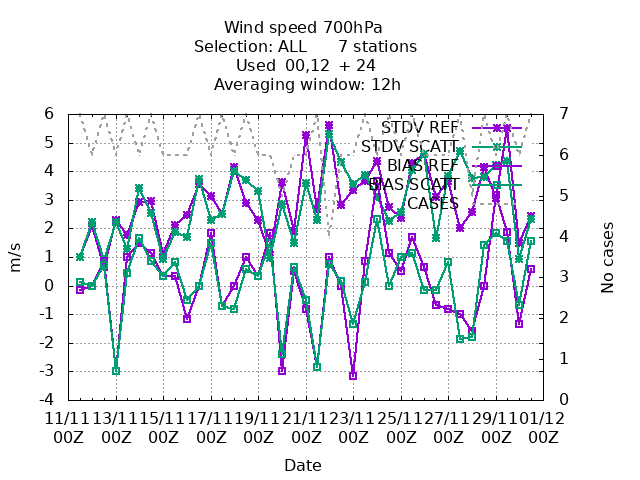 Wind speed 700hPa
Selection: ALL 7 stations
Used 00,12 + 24
Averaging window: 12h
STDV REF
STDV SCATT
BIAS REF
BIAS SCATT
CASES
6
5
4
3
2
1
0
-1
-2
-3
-4
m/s
7
6
5
4
3
2
1
0
No cases
11/11 13/11 15/11 17/11 19/11 21/11 23/11 25/11 27/11 29/11 01/12
00Z 00Z 00Z 00Z 00Z 00Z 00Z 00Z 00Z 00Z 00Z
Date